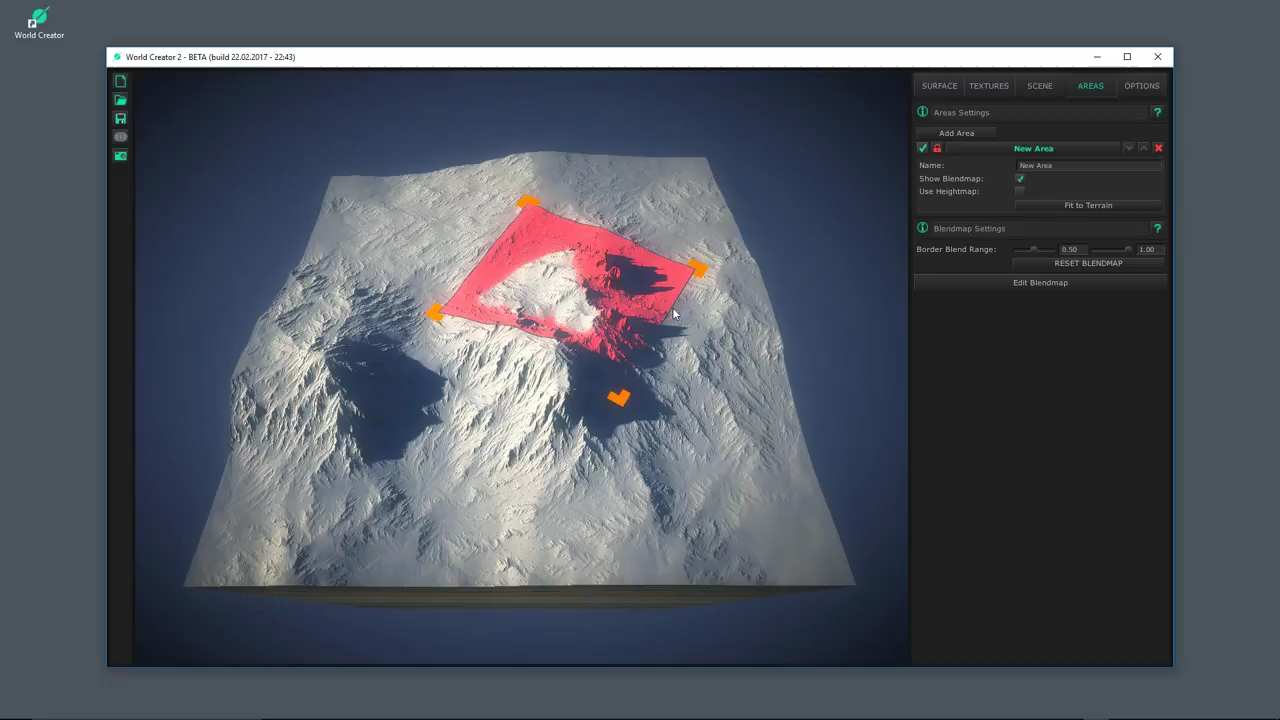 World Creator
World Creator 2 - BETA (build 22.02.2017 - 22:43)
SURFACE TEXTURES SCENE AREAS OPTIONS
Areas Settings ?
Add Area
New Area
Name: New Area
Show Blendmap:
Use Heightmap:
Fit to Terrain
Blendmap Settings ?
Border Blend Range: 0.50 1.00
RESET BLENDMAP
Edit Blendmap